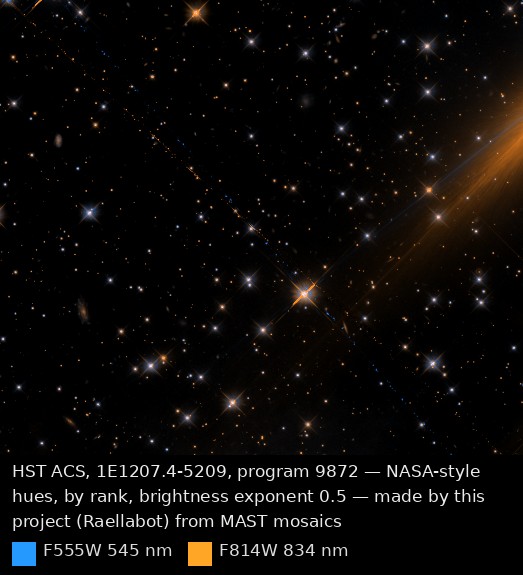 HST ACS, 1E1207.4-5209, program 9872 — NASA-style
hues, by rank, brightness exponent 0.5 — made by this
project (Raellabot) from MAST mosaics
F555W 545 nm F814W 834 nm